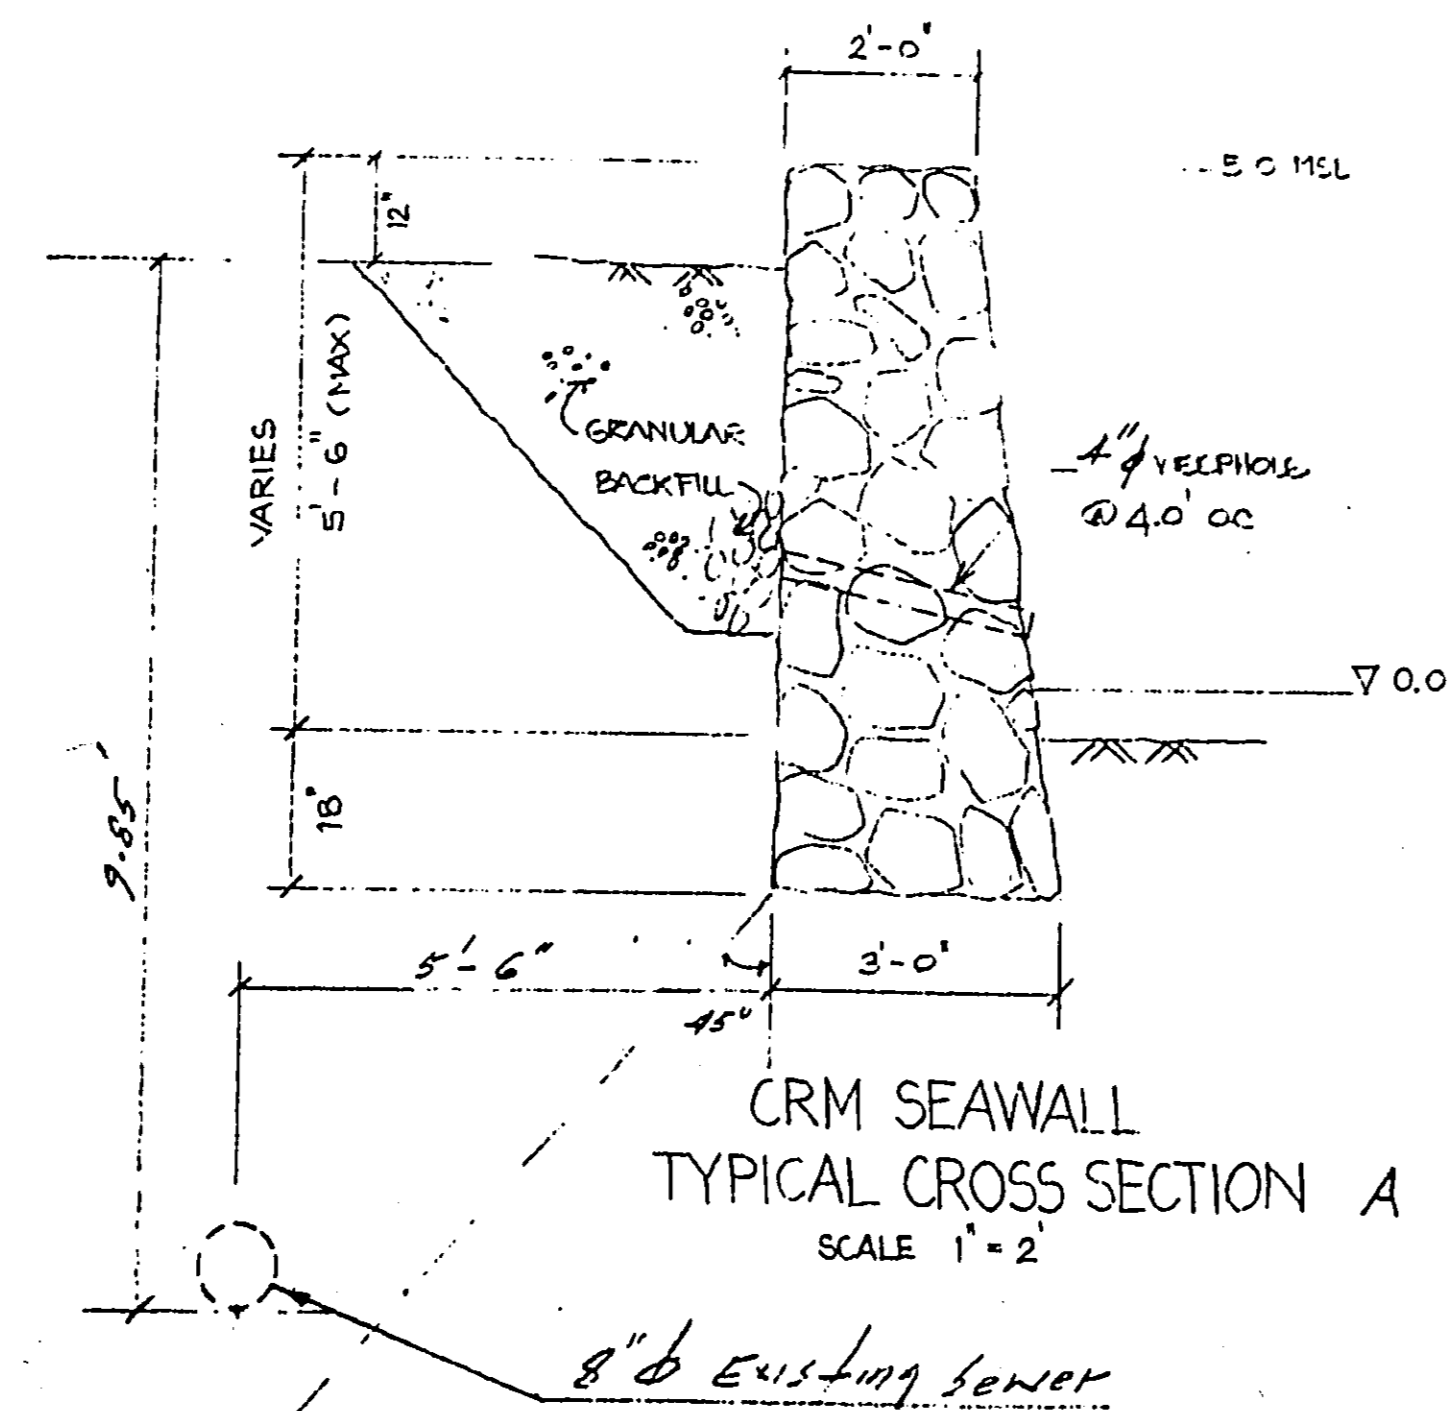 2'-0"
5.0 MSL
12"
VARIES
5'-6" (MAX)
GRANULAR
BACKFILL
4"φ WEEPHOLE
@ 4.0' OC
▽ 0.0
18"
9.85'
5'-6"
3'-0"
45°
CRM SEAWALL
TYPICAL CROSS SECTION A
SCALE 1" = 2'
8"φ Existing Sewer